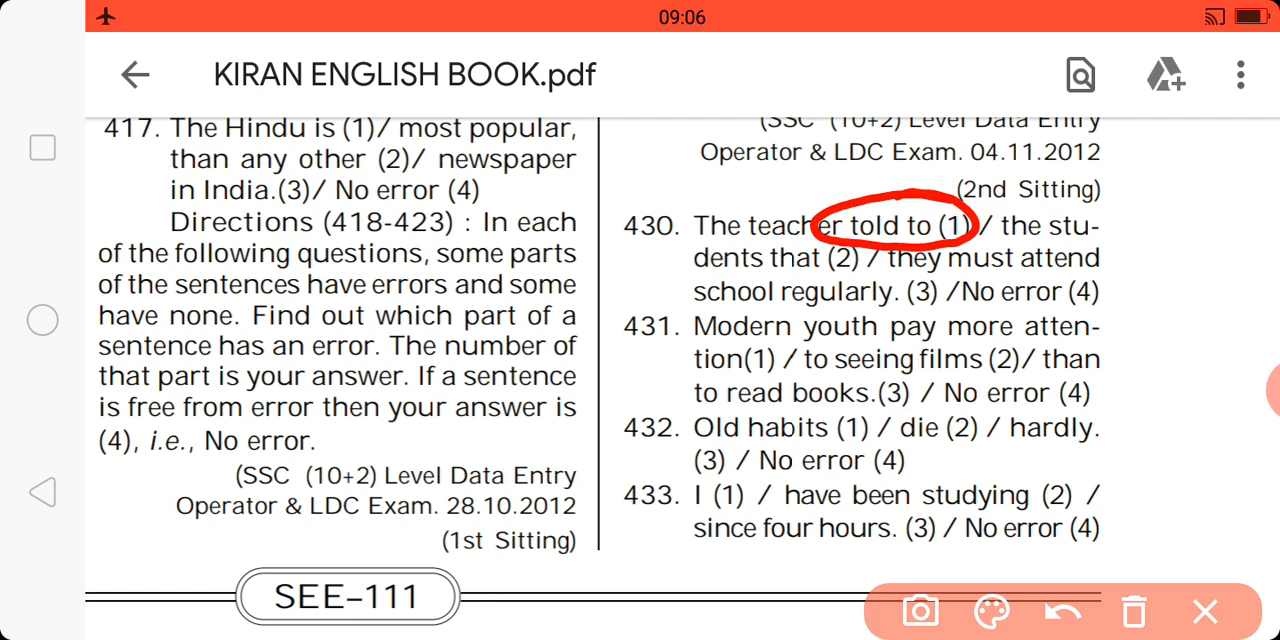 09:06
KIRAN ENGLISH BOOK.pdf
417. The Hindu is (1)/ most popular,
than any other (2)/ newspaper
in India.(3)/ No error (4)
Directions (418-423) : In each
of the following questions, some parts
of the sentences have errors and some
have none. Find out which part of a
sentence has an error. The number of
that part is your answer. If a sentence
is free from error then your answer is
(4), i.e., No error.
(SSC (10+2) Level Data Entry
Operator & LDC Exam. 28.10.2012
(1st Sitting)
(SSC (10+2) Level Data Entry
Operator & LDC Exam. 04.11.2012
(2nd Sitting)
430. The teacher told to (1) / the stu-
dents that (2) / they must attend
school regularly. (3) /No error (4)
431. Modern youth pay more atten-
tion(1) / to seeing films (2)/ than
to read books.(3) / No error (4)
432. Old habits (1) / die (2) / hardly.
(3) / No error (4)
433. I (1) / have been studying (2) /
since four hours. (3) / No error (4)
SEE–111